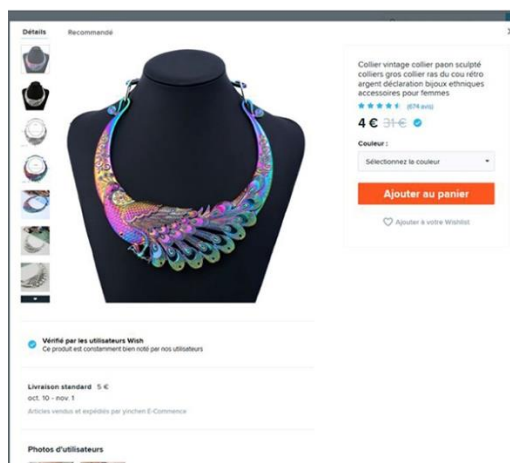 Détails
Recommandé
Collier vintage collier paon sculpté
colliers gros collier ras du cou rétro
argent déclaration bijoux ethniques
accessoires pour femmes
(674 avis)
4 € 31 €
Couleur :
Sélectionnez le couleur
Ajouter au panier
Ajouter à votre Wishlist
Vérifié par les utilisateurs Wish
Ce produit est constamment bien noté par nos utilisateurs
Livraison standard 5 €
oct. 10 - nov. 1
Articles vendus et expédiés par yinchen E-Commence
Photos d'utilisateurs